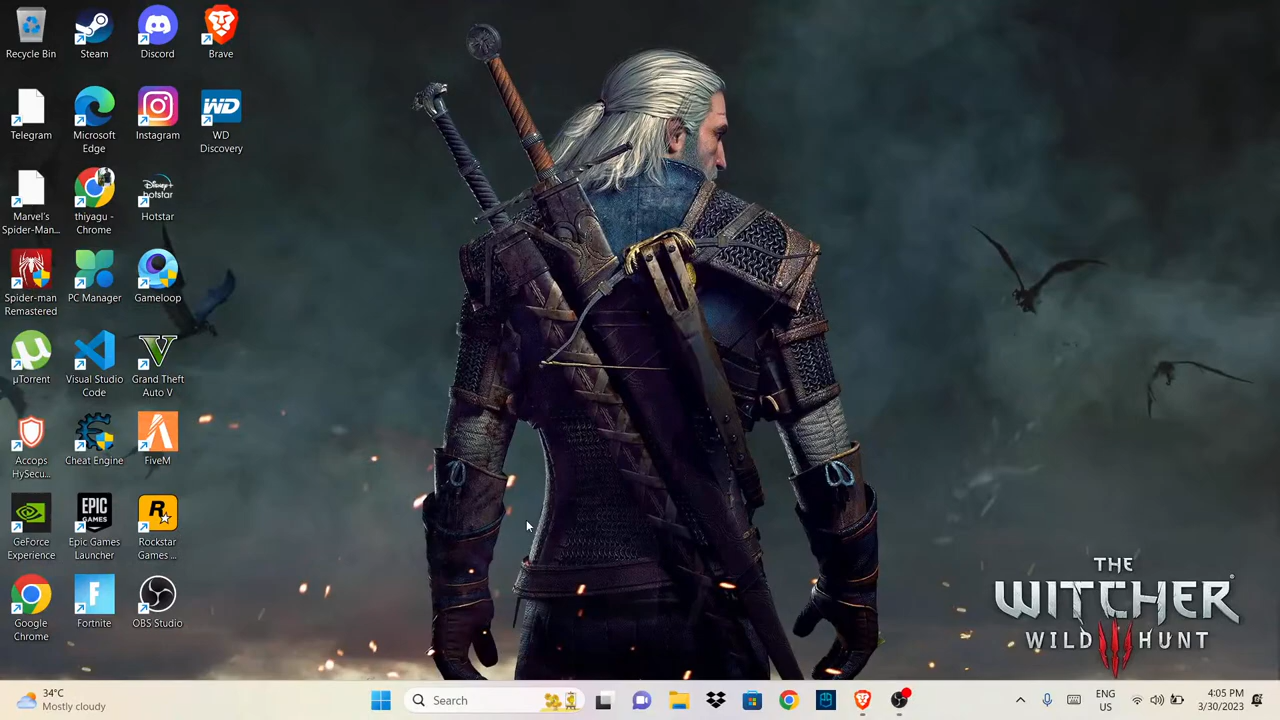 Recycle Bin
Steam
Discord
Brave
Telegram
Microsoft
Edge
Instagram
WD
WD
Discovery
Marvel's
Spider-Man...
thiyagu -
Chrome
Disney+
hotstar
Hotstar
Spider-man
Remastered
PC Manager
Gameloop
µTorrent
Visual Studio
Code
Grand Theft
Auto V
Accops
HySecu...
Cheat Engine
FiveM
GeForce
Experience
EPIC
GAMES
Epic Games
Launcher
Rockstar
Games ...
Google
Chrome
Fortnite
OBS Studio
THE
WITCHER
WILD HUNT
34°C
Mostly cloudy
Search
ENG
US
4:05 PM
3/30/2023